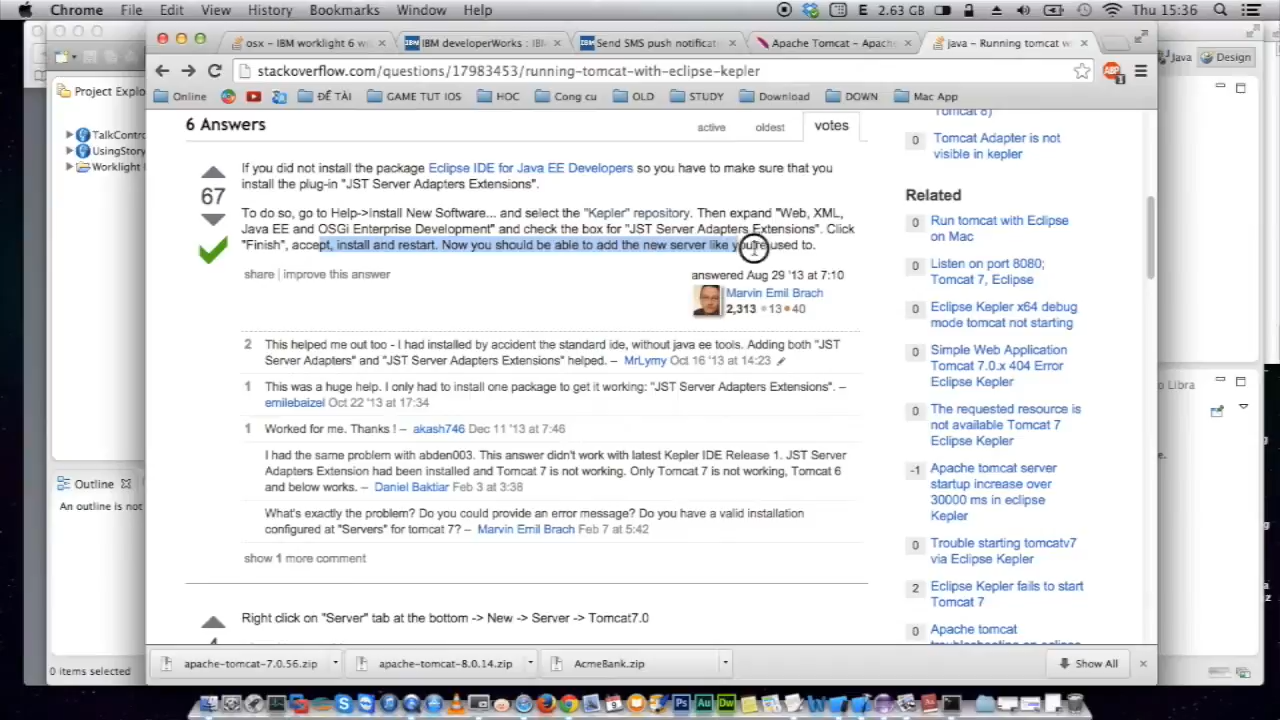 Chrome File Edit View History Bookmarks Window Help
E 2.63 GB Thu 15:36
osx – IBM worklight 6 w
IBM developerWorks : IBM
Send SMS push notificat
Apache Tomcat – Apache
java – Running tomcat w
stackoverflow.com/questions/17983453/running-tomcat-with-eclipse-kepler
Online ĐỀ TÀI GAME TUT IOS HOC Cong cu OLD STUDY Download DOWN Mac App
Java Design
Project Explo
TalkContro
UsingStory
Worklight
Outline
An outline is not
0 items selected
6 Answers
active oldest votes
67
If you did not install the package Eclipse IDE for Java EE Developers so you have to make sure that you
install the plug-in "JST Server Adapters Extensions".
To do so, go to Help->Install New Software... and select the "Kepler" repository. Then expand "Web, XML,
Java EE and OSGi Enterprise Development" and check the box for "JST Server Adapters Extensions". Click
"Finish", accept, install and restart. Now you should be able to add the new server like you're used to.
share improve this answer
answered Aug 29 '13 at 7:10
Marvin Emil Brach
2,313 13 40
2 This helped me out too - I had installed by accident the standard ide, without java ee tools. Adding both "JST
Server Adapters" and "JST Server Adapters Extensions" helped. – MrLymy Oct 16 '13 at 14:23
1 This was a huge help. I only had to install one package to get it working: "JST Server Adapters Extensions". –
emilebaizel Oct 22 '13 at 17:34
1 Worked for me. Thanks ! – akash746 Dec 11 '13 at 7:46
I had the same problem with abden003. This answer didn't work with latest Kepler IDE Release 1. JST Server
Adapters Extension had been installed and Tomcat 7 is not working. Only Tomcat 7 is not working, Tomcat 6
and below works. – Daniel Baktiar Feb 3 at 3:38
What's exactly the problem? Do you could provide an error message? Do you have a valid installation
configured at "Servers" for tomcat 7? – Marvin Emil Brach Feb 7 at 5:42
show 1 more comment
Right click on "Server" tab at the bottom -> New -> Server -> Tomcat7.0
Tomcat 8)
0 Tomcat Adapter is not
visible in kepler
Related
0 Run tomcat with Eclipse
on Mac
0 Listen on port 8080;
Tomcat 7, Eclipse
0 Eclipse Kepler x64 debug
mode tomcat not starting
0 Simple Web Application
Tomcat 7.0.x 404 Error
Eclipse Kepler
0 The requested resource is
not available Tomcat 7
Eclipse Kepler
-1 Apache tomcat server
startup increase over
30000 ms in eclipse
Kepler
0 Trouble starting tomcatv7
via Eclipse Kepler
2 Eclipse Kepler fails to start
Tomcat 7
0 Apache tomcat
o Libra
apache-tomcat-7.0.56.zip apache-tomcat-8.0.14.zip AcmeBank.zip Show All